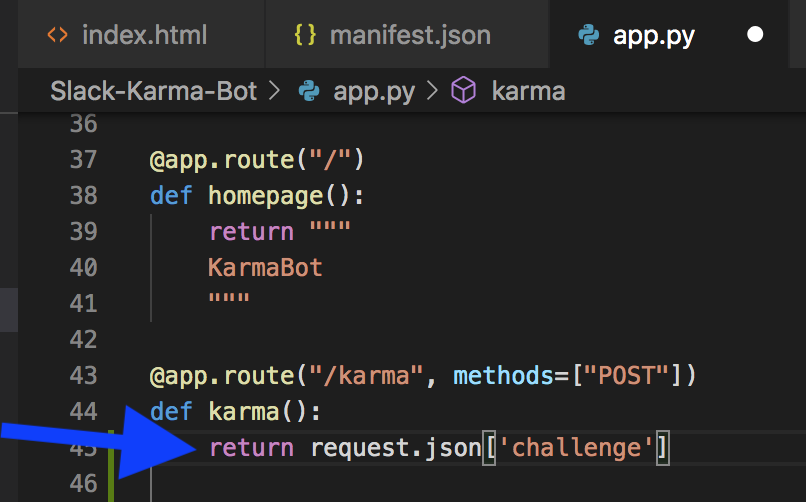 <> index.html {} manifest.json app.py
Slack-Karma-Bot > app.py > karma
36
37 @app.route("/")
38 def homepage():
39     return """
40     KarmaBot
41     """
42
43 @app.route("/karma", methods=["POST"])
44 def karma():
45     return request.json['challenge']
46